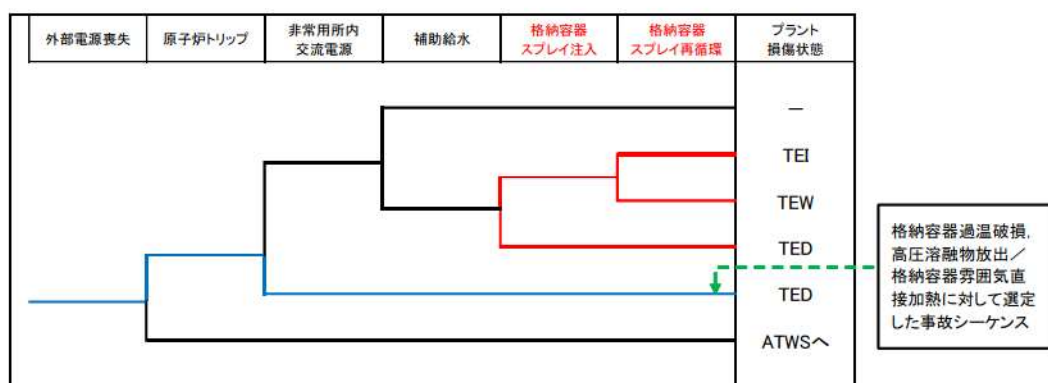 外部電源喪失
原子炉トリップ
非常用所内
交流電源
補助給水
格納容器
スプレイ注入
格納容器
スプレイ再循環
プラント
損傷状態
－
TEI
TEW
TED
TED
ATWSへ
格納容器過温破損,
高圧溶融物放出／
格納容器雰囲気直
接加熱に対して選定
した事故シーケンス